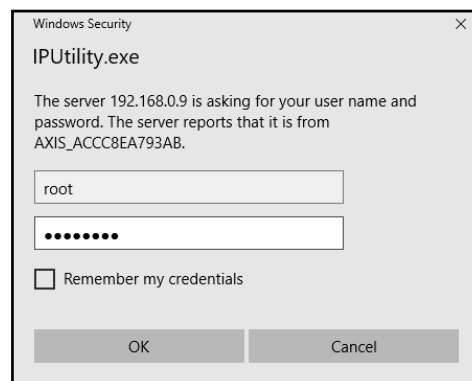 Windows Security
IPUtility.exe
The server 192.168.0.9 is asking for your user name and
password. The server reports that it is from
AXIS_ACCC8EA793AB.
root
●●●●●●●●
Remember my credentials
OK Cancel